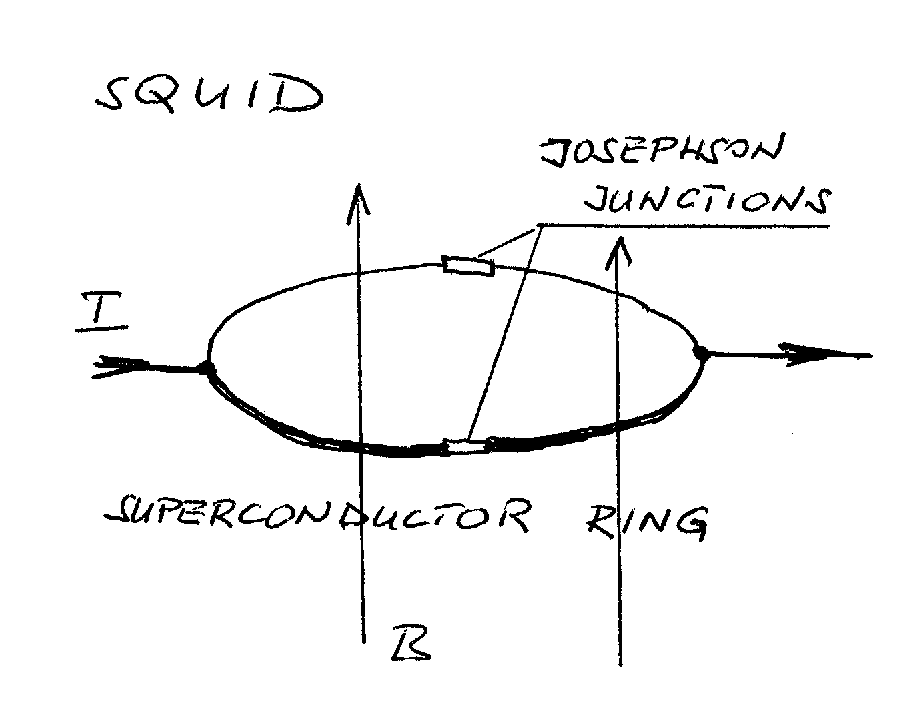 SQUID
JOSEPHSON
JUNCTIONS
I
SUPERCONDUCTOR RING
B